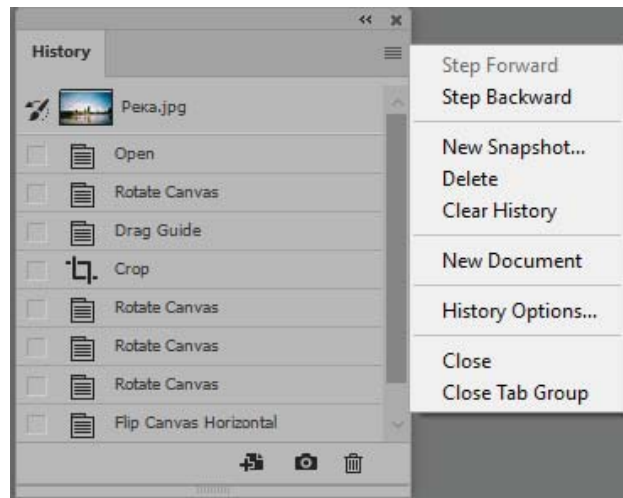 History
Река.jpg
Open
Rotate Canvas
Drag Guide
Crop
Rotate Canvas
Rotate Canvas
Rotate Canvas
Flip Canvas Horizontal
Step Forward
Step Backward
New Snapshot...
Delete
Clear History
New Document
History Options...
Close
Close Tab Group